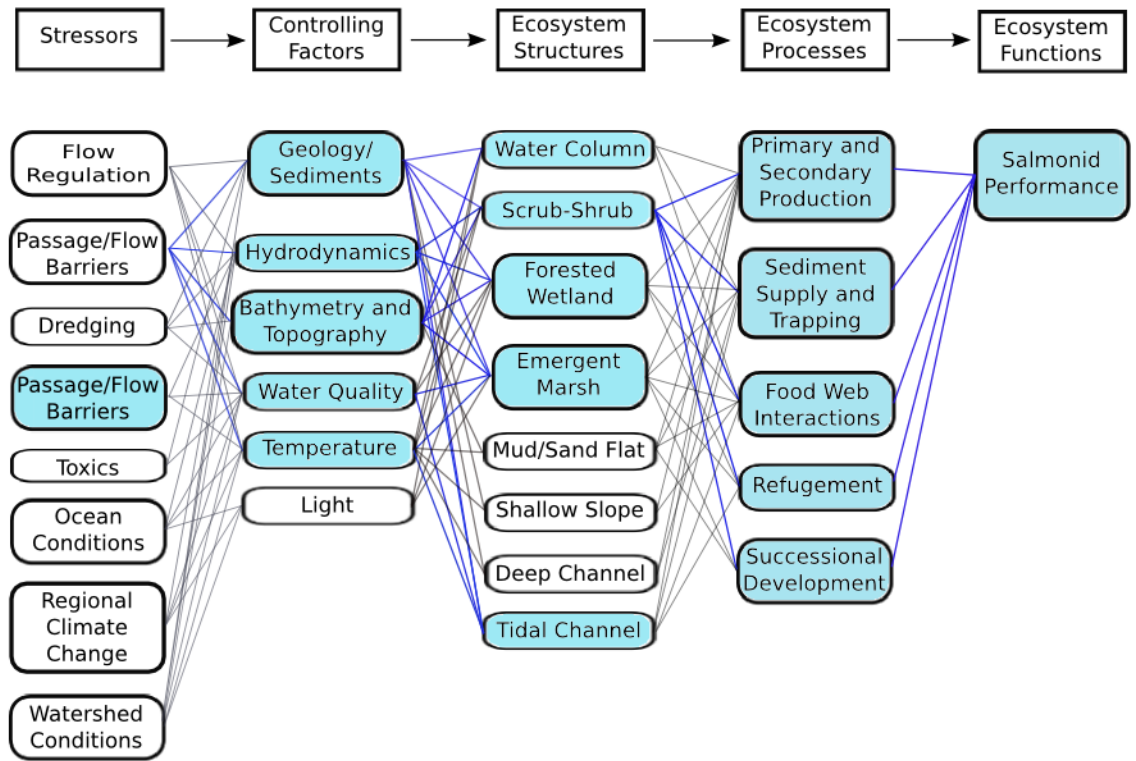 Stressors
Controlling
Factors
Ecosystem
Structures
Ecosystem
Processes
Ecosystem
Functions
Flow
Regulation
Passage/Flow
Barriers
Dredging
Passage/Flow
Barriers
Toxics
Ocean
Conditions
Regional
Climate
Change
Watershed
Conditions
Geology/
Sediments
Hydrodynamics
Bathymetry and
Topography
Water Quality
Temperature
Light
Water Column
Scrub-Shrub
Forested
Wetland
Emergent
Marsh
Mud/Sand Flat
Shallow Slope
Deep Channel
Tidal Channel
Primary and
Secondary
Production
Sediment
Supply and
Trapping
Food Web
Interactions
Refugement
Successional
Development
Salmonid
Performance